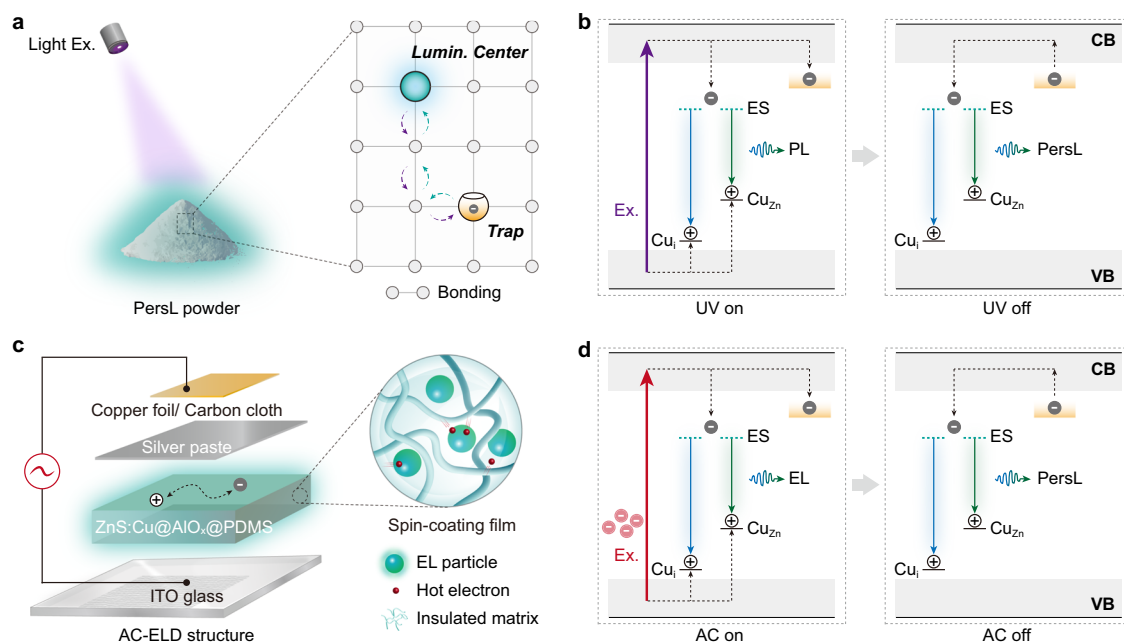 a
Light Ex.
Lumin. Center
Trap
Bonding
PersL powder
b
CB
ES
PL
Cu_Zn
Ex.
Cu_i
VB
UV on
CB
ES
PersL
Cu_Zn
Cu_i
VB
UV off
c
Copper foil/ Carbon cloth
Silver paste
ZnS:Cu@AlOₓ@PDMS
ITO glass
AC-ELD structure
Spin-coating film
EL particle
Hot electron
Insulated matrix
d
ES
EL
Cu_Zn
Ex.
Cu_i
AC on
CB
ES
PersL
Cu_Zn
Cu_i
VB
AC off